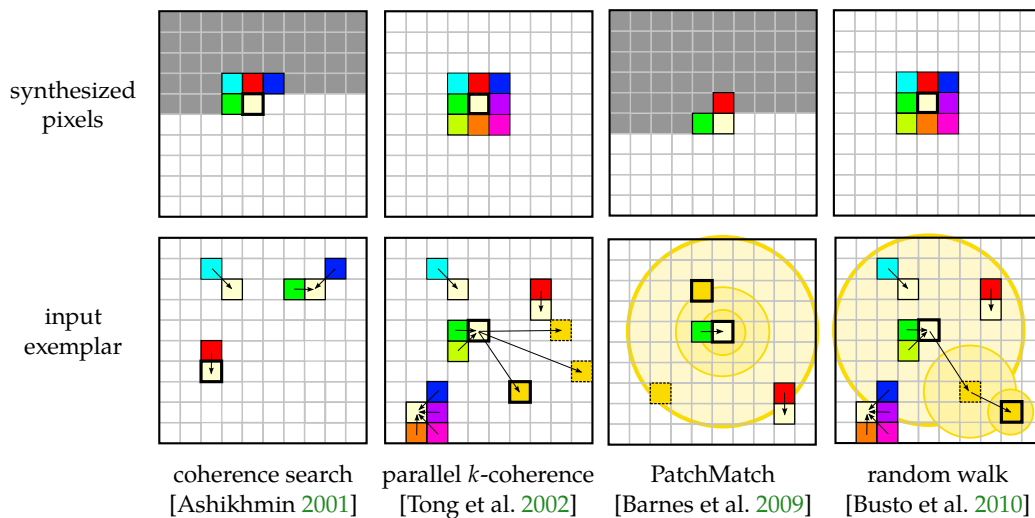 synthesized
pixels
input
exemplar
coherence search
[Ashikhmin 2001]
parallel k-coherence
[Tong et al. 2002]
PatchMatch
[Barnes et al. 2009]
random walk
[Busto et al. 2010]